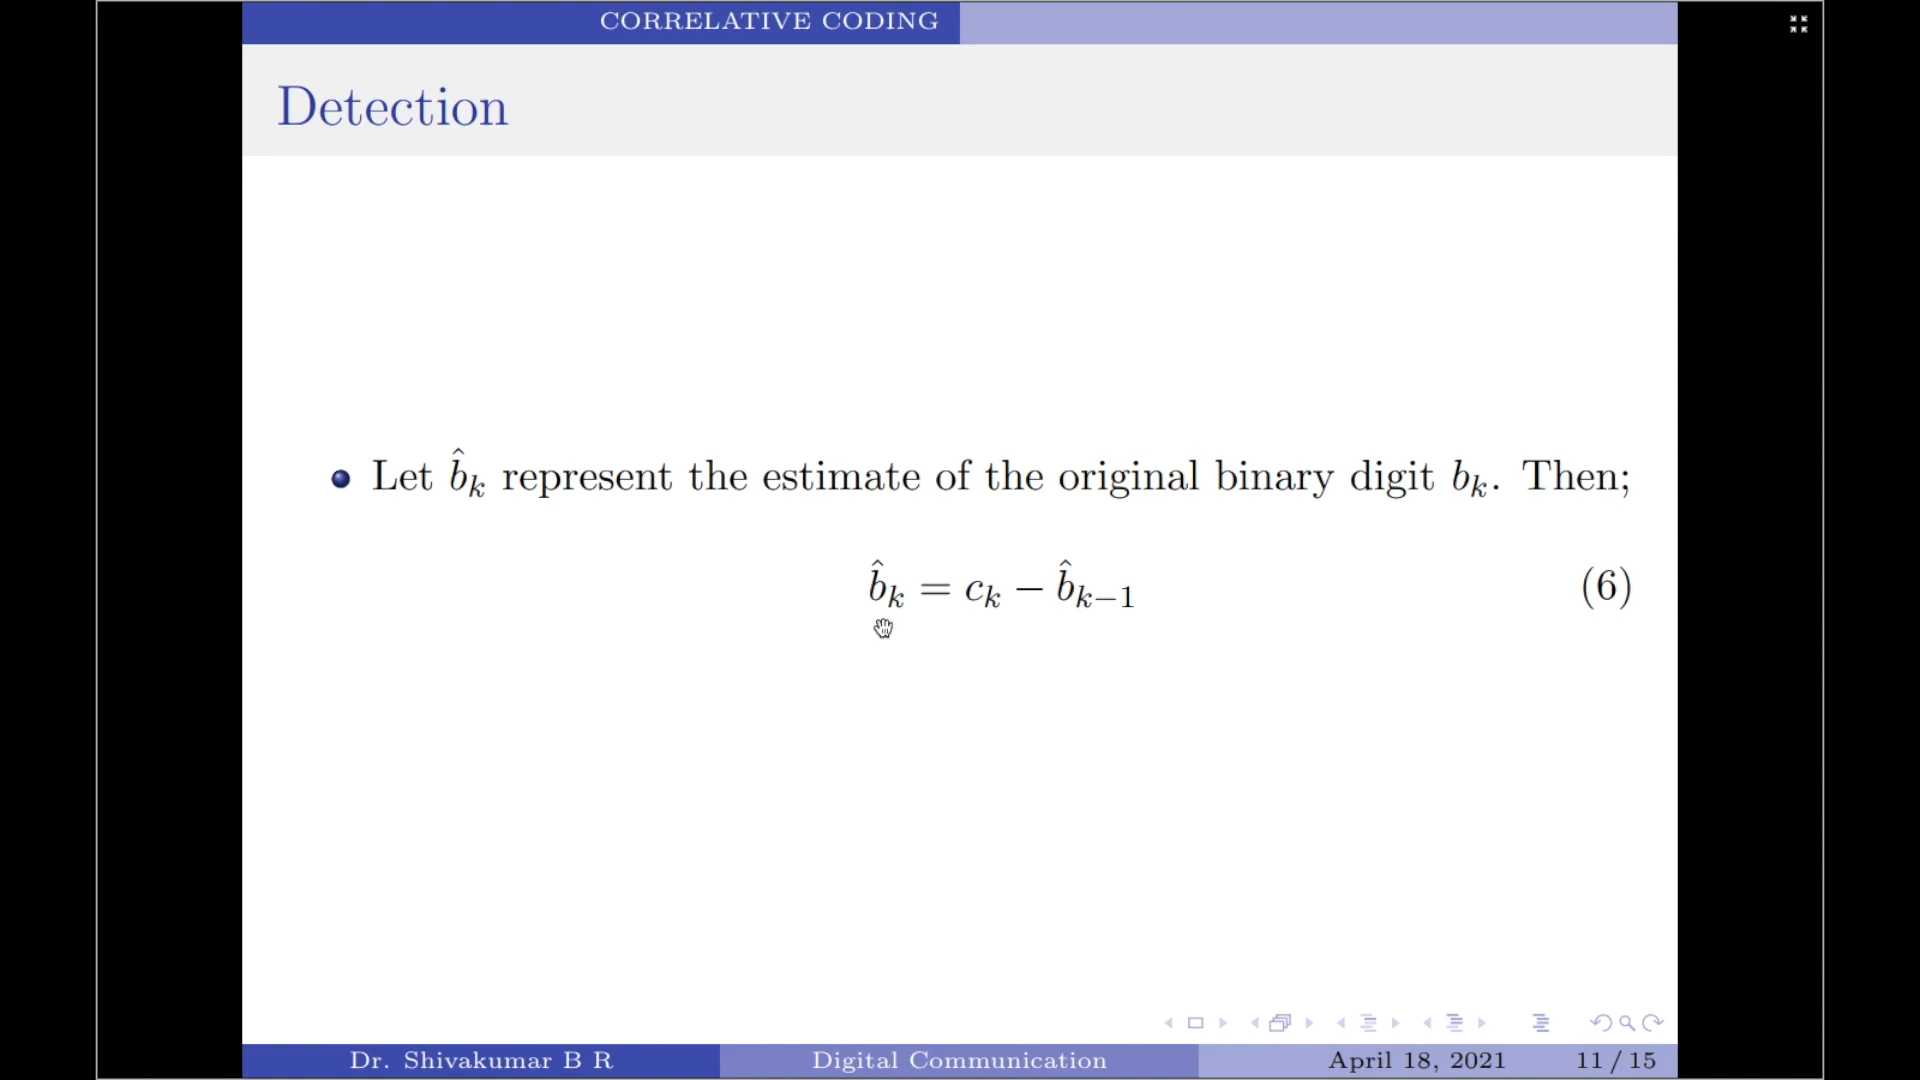 CORRELATIVE CODING
Detection
Let b̂ₖ represent the estimate of the original binary digit bₖ. Then;
b̂ₖ = cₖ − b̂ₖ₋₁ (6)
Dr. Shivakumar B R Digital Communication April 18, 2021 11 / 15